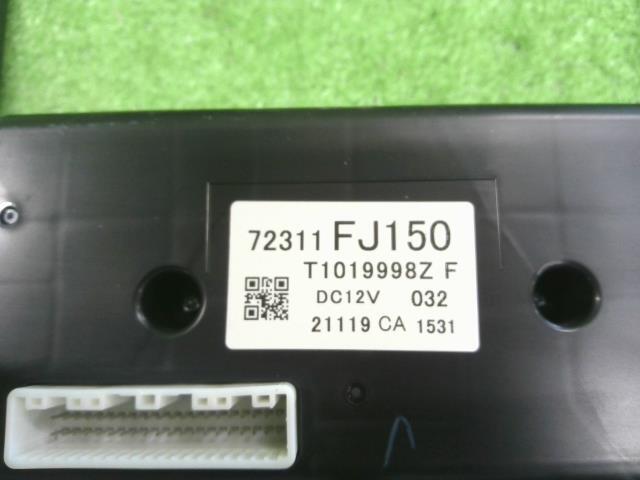 72311 FJ150
T1019998Z F
DC12V 032
21119 CA 1531